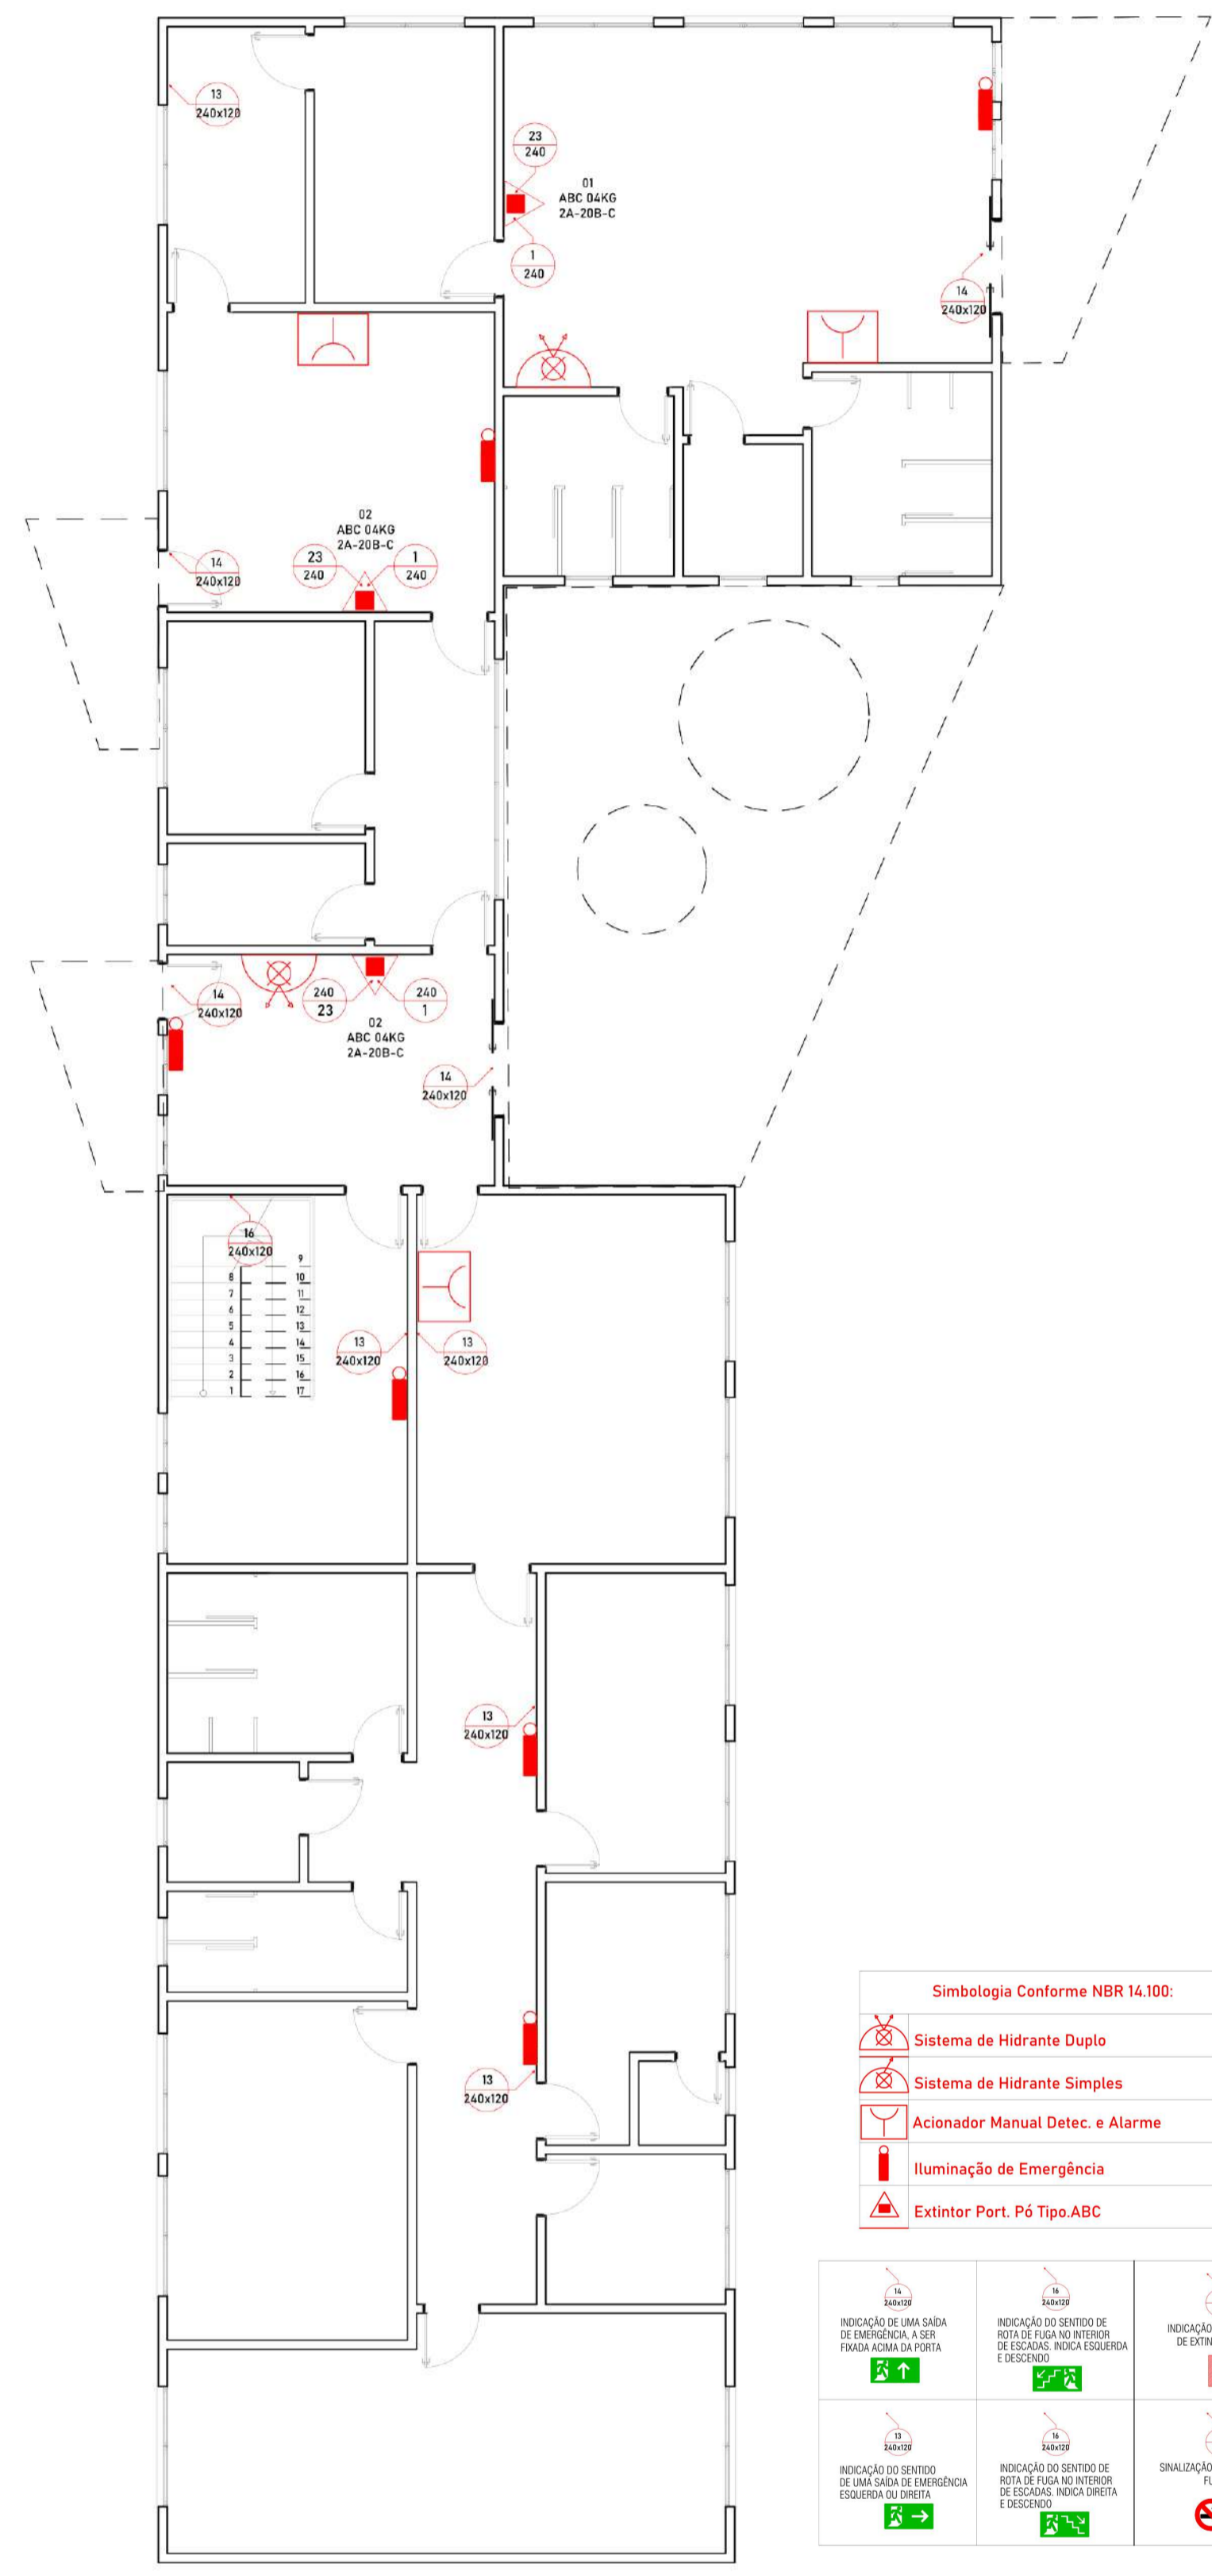 13
240x120
23
240
01
ABC 04KG
2A-20B-C
1
240
14
240x120
02
ABC 04KG
2A-20B-C
23
240
1
240
14
240x120
14
240x120
240
23
240
1
02
ABC 04KG
2A-20B-C
14
240x120
16
240x120
9
8 10
7 11
6 12
5 13
4 14
3 15
2 16
1 17
13
240x120
13
240x120
13
240x120
13
240x120
Simbologia Conforme NBR 14.100:
Sistema de Hidrante Duplo
Sistema de Hidrante Simples
Acionador Manual Detec. e Alarme
Iluminação de Emergência
Extintor Port. Pó Tipo.ABC
14
240x120
INDICAÇÃO DE UMA SAÍDA
DE EMERGÊNCIA, A SER
FIXADA ACIMA DA PORTA
16
240x120
INDICAÇÃO DO SENTIDO DE
ROTA DE FUGA NO INTERIOR
DE ESCADAS. INDICA ESQUERDA
E DESCENDO
INDICAÇÃO
DE EXTIN
13
240x120
INDICAÇÃO DO SENTIDO
DE UMA SAÍDA DE EMERGÊNCIA
ESQUERDA OU DIREITA
16
240x120
INDICAÇÃO DO SENTIDO DE
ROTA DE FUGA NO INTERIOR
DE ESCADAS. INDICA DIREITA
E DESCENDO
SINALIZAÇÃO
FU